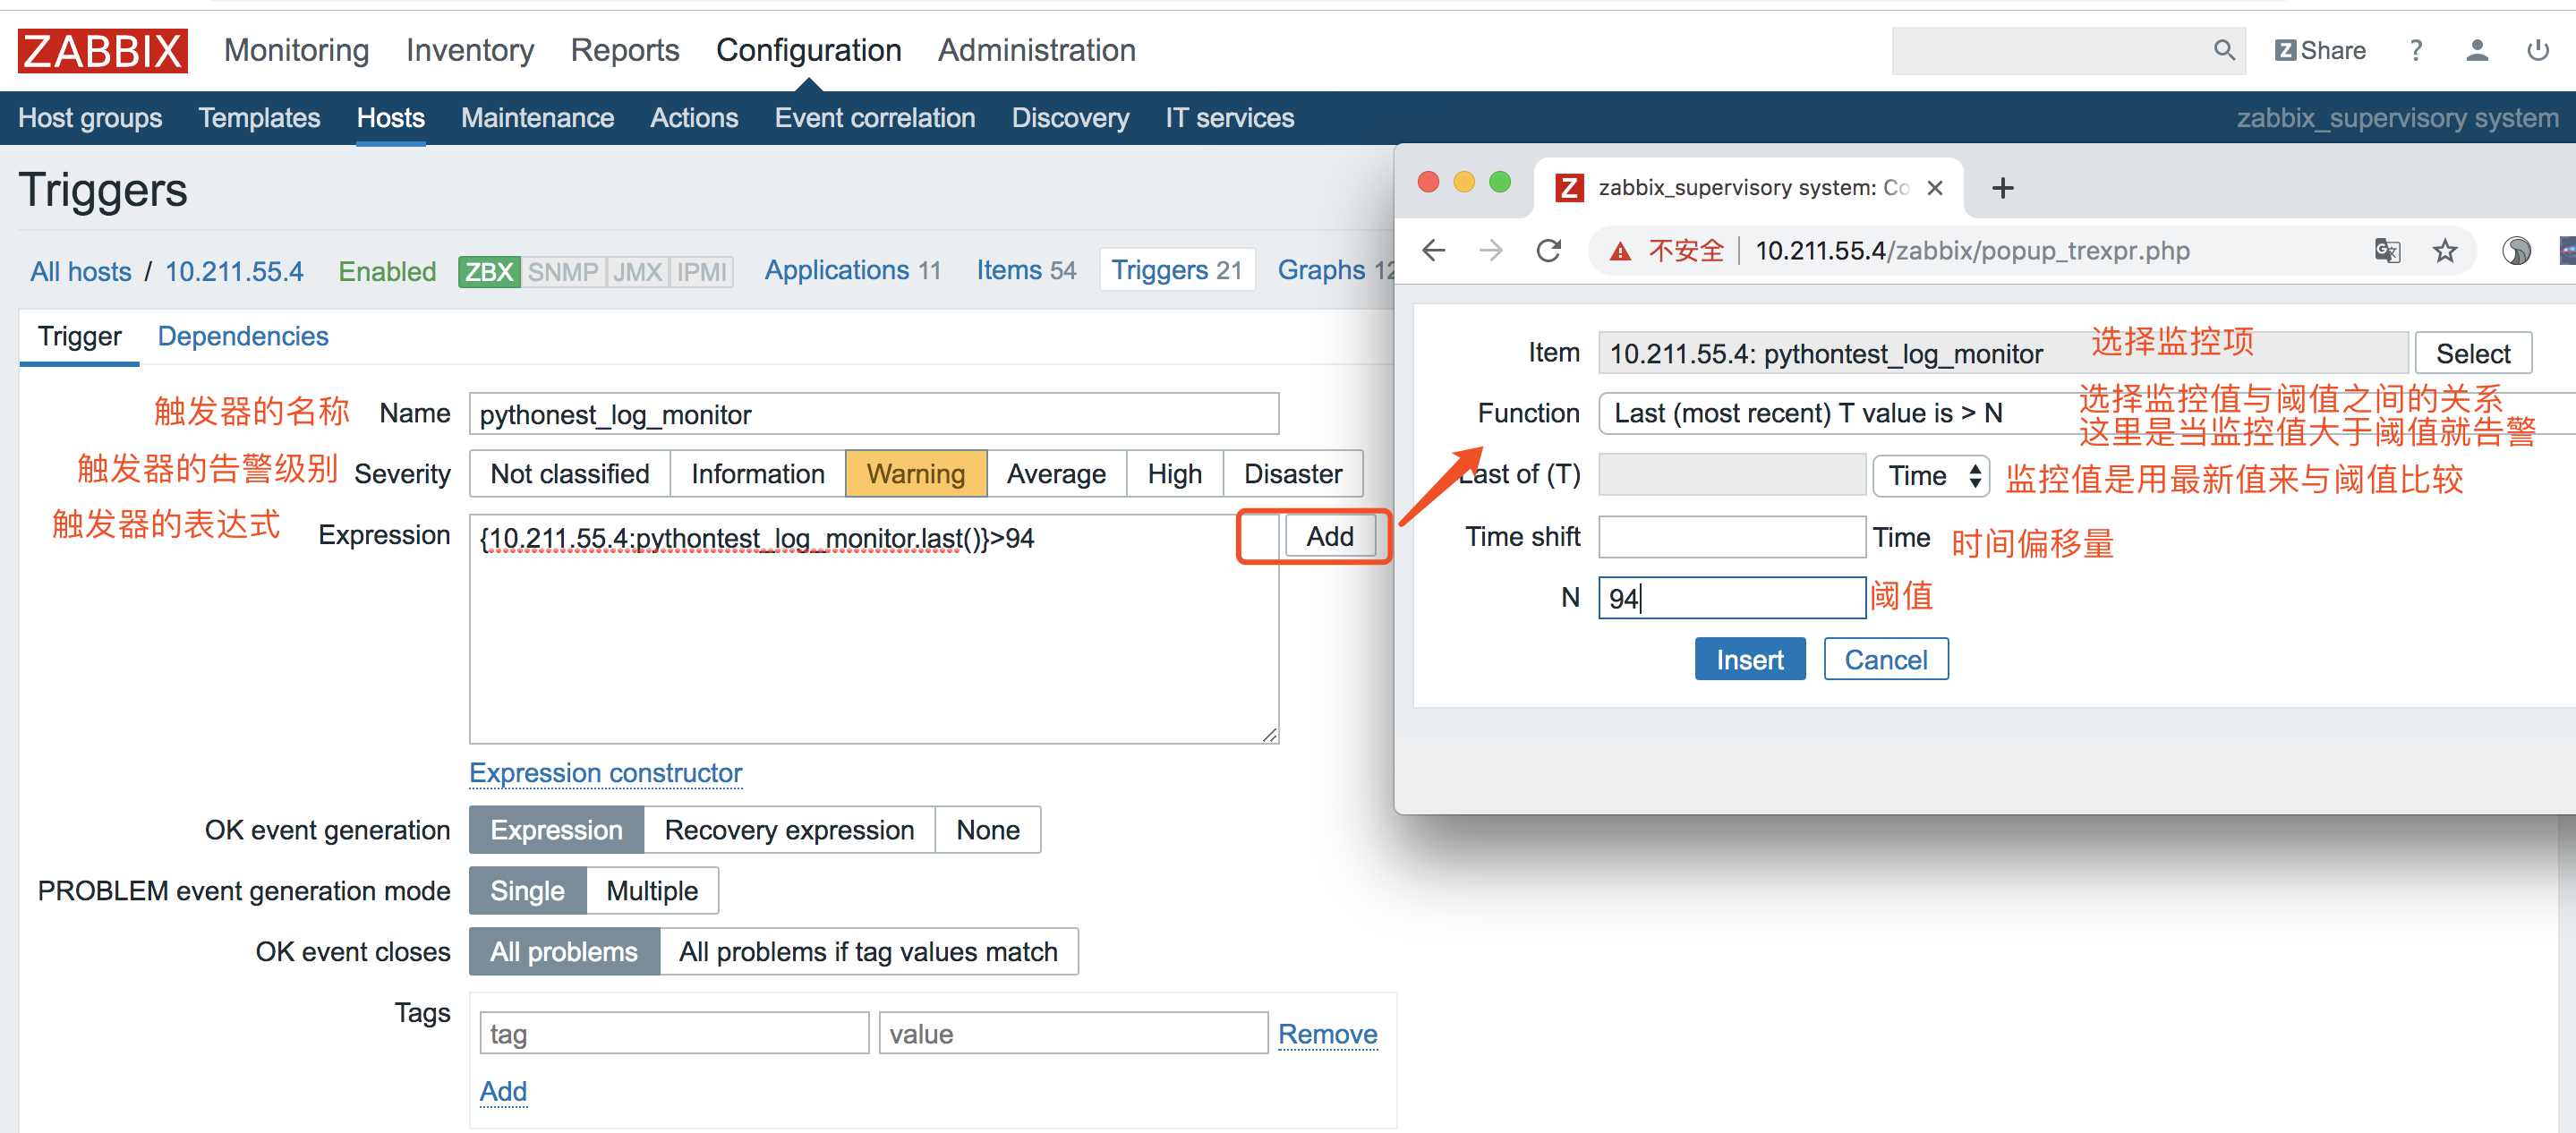 ZABBIX Monitoring Inventory Reports Configuration Administration Z Share ?
Host groups Templates Hosts Maintenance Actions Event correlation Discovery IT services zabbix_supervisory system
Triggers
All hosts / 10.211.55.4 Enabled ZBX SNMP JMX IPMI Applications 11 Items 54 Triggers 21 Graphs 12
Trigger Dependencies
触发器的名称 Name pythonest_log_monitor
触发器的告警级别 Severity Not classified Information Warning Average High Disaster
触发器的表达式 Expression {10.211.55.4:pythontest_log_monitor.last()}>94 Add
Expression constructor
OK event generation Expression Recovery expression None
PROBLEM event generation mode Single Multiple
OK event closes All problems All problems if tag values match
Tags tag value Remove
Add
Z zabbix_supervisory system: Co
不安全 10.211.55.4/zabbix/popup_trexpr.php
Item 10.211.55.4: pythontest_log_monitor 选择监控项 Select
Function Last (most recent) T value is > N 选择监控值与阈值之间的关系
这里是当监控值大于阈值就告警
Last of (T) Time 监控值是用最新值来与阈值比较
Time shift Time 时间偏移量
N 94 阈值
Insert Cancel